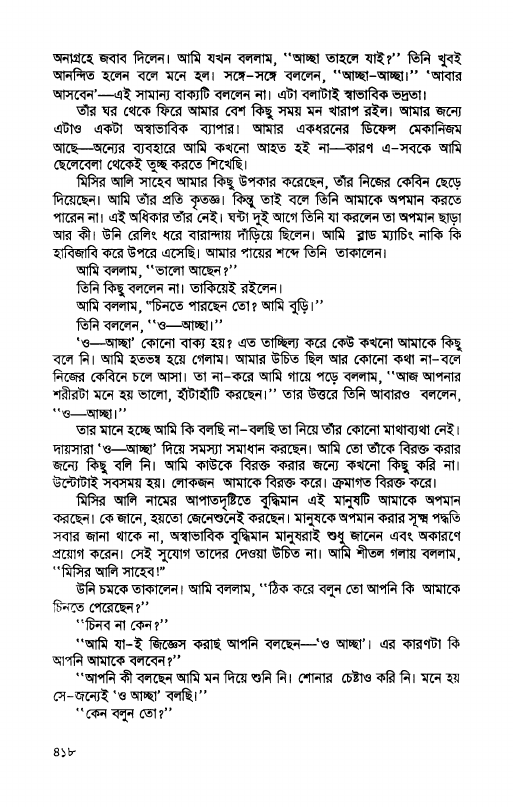 অনাগ্রহে জবাব দিলেন। আমি যখন বললাম, ‘‘আচ্ছা তাহলে যাই?’’ তিনি খুবই
আনন্দিত হলেন বলে মনে হল। সঙ্গে-সঙ্গে বললেন, ‘‘আচ্ছা-আচ্ছা।’’ ‘আবার
আসবেন’—এই সামান্য বাক্যটি বললেন না। এটা বলাটাই স্বাভাবিক ভদ্রতা।
তাঁর ঘর থেকে ফিরে আমার বেশ কিছু সময় মন খারাপ রইল। আমার জন্যে
এটাও একটা অস্বাভাবিক ব্যাপার। আমার একধরনের ডিফেন্স মেকানিজম
আছে—অন্যের ব্যবহারে আমি কখনো আহত হই না—কারণ এ-সবকে আমি
ছেলেবেলা থেকেই তুচ্ছ করতে শিখেছি।
মিসির আলি সাহেব আমার কিছু উপকার করেছেন, তাঁর নিজের কেবিন ছেড়ে
দিয়েছেন। আমি তাঁর প্রতি কৃতজ্ঞ। কিন্তু তাই বলে তিনি আমাকে অপমান করতে
পারেন না। এই অধিকার তাঁর নেই। ঘন্টা দুই আগে তিনি যা করলেন তা অপমান ছাড়া
আর কী। উনি রেলিং ধরে বারান্দায় দাঁড়িয়ে ছিলেন। আমি ব্লাড ম্যাচিং নাকি কি
হাবিজাবি করে উপরে এসেছি। আমার পায়ের শব্দে তিনি তাকালেন।
আমি বললাম, ‘‘ভালো আছেন?’’
তিনি কিছু বললেন না। তাকিয়েই রইলেন।
আমি বললাম, ‘‘চিনতে পারছেন তো? আমি বুড়ি।’’
তিনি বললেন, ‘‘ও—আচ্ছা।’’
‘ও—আচ্ছা’ কোনো বাক্য হয়? এত তাচ্ছিল্য করে কেউ কখনো আমাকে কিছু
বলে নি। আমি হতভম্ব হয়ে গেলাম। আমার উচিত ছিল আর কোনো কথা না-বলে
নিজের কেবিনে চলে আসা। তা না-করে আমি গায়ে পড়ে বললাম, ‘‘আজ আপনার
শরীরটা মনে হয় ভালো, হাঁটাহাঁটি করছেন।’’ তার উত্তরে তিনি আবারও বললেন,
‘‘ও—আচ্ছা।’’
তার মানে হচ্ছে আমি কি বলছি না-বলছি তা নিয়ে তাঁর কোনো মাথাব্যথা নেই।
দায়সারা ‘ও—আচ্ছা’ দিয়ে সমস্যা সমাধান করছেন। আমি তো তাঁকে বিরক্ত করার
জন্যে কিছু বলি নি। আমি কাউকে বিরক্ত করার জন্যে কখনো কিছু করি না।
উল্টোটাই সবসময় হয়। লোকজন আমাকে বিরক্ত করে। ক্রমাগত বিরক্ত করে।
মিসির আলি নামের আপাতদৃষ্টিতে বুদ্ধিমান এই মানুষটি আমাকে অপমান
করছেন। কে জানে, হয়তো জেনেশুনেই করছেন। মানুষকে অপমান করার সূক্ষ্ম পদ্ধতি
সবার জানা থাকে না, অস্বাভাবিক বুদ্ধিমান মানুষরাই শুধু জানেন এবং অকারণে
প্রয়োগ করেন। সেই সুযোগ তাদের দেওয়া উচিত না। আমি শীতল গলায় বললাম,
‘‘মিসির আলি সাহেব!’’
উনি চমকে তাকালেন। আমি বললাম, ‘‘ঠিক করে বলুন তো আপনি কি আমাকে
চিনতে পেরেছেন?’’
‘‘চিনব না কেন?’’
‘‘আমি যা-ই জিজ্ঞেস করছি আপনি বলছেন—‘ও আচ্ছা’। এর কারণটা কি
আপনি আমাকে বলবেন?’’
‘‘আপনি কী বলছেন আমি মন দিয়ে শুনি নি। শোনার চেষ্টাও করি নি। মনে হয়
সে-জন্যেই ‘ও আচ্ছা’ বলছি।’’
‘‘কেন বলুন তো?’’
৪১৮